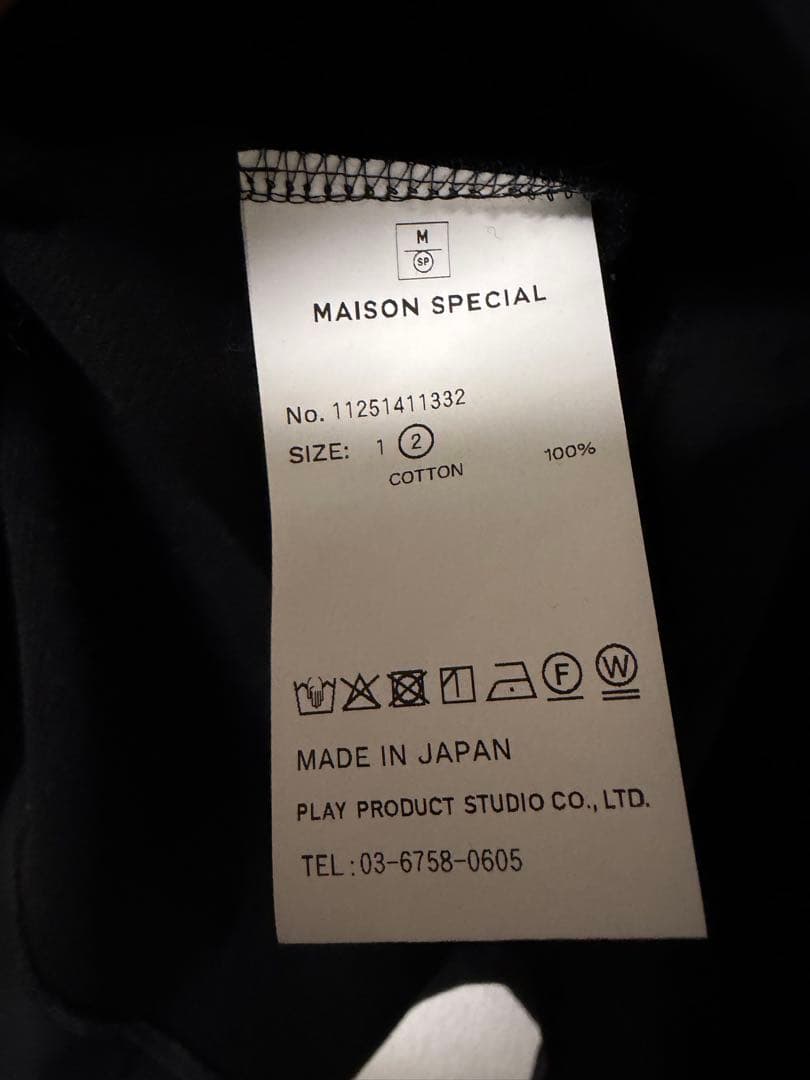 M
SP
MAISON SPECIAL
No. 11251411332
SIZE: 1 2
COTTON 100%
F W
MADE IN JAPAN
PLAY PRODUCT STUDIO CO., LTD.
TEL:03-6758-0605